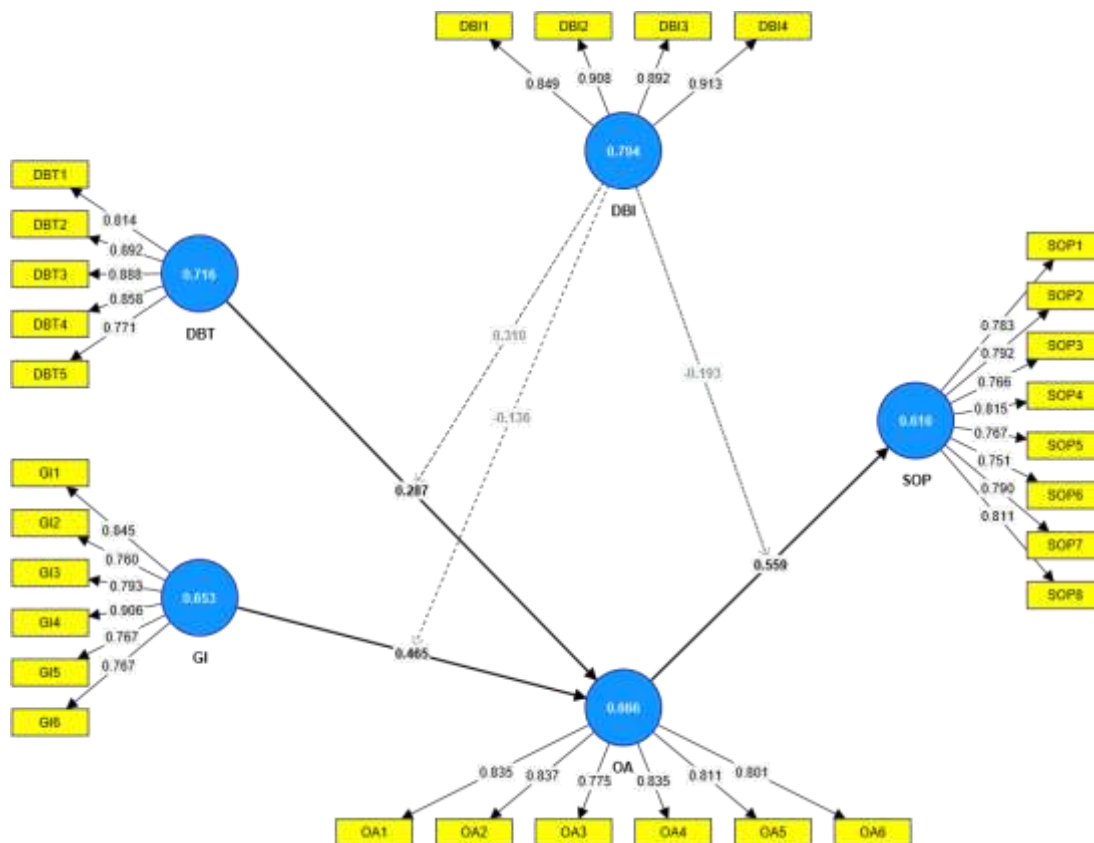 DBI1
DBI2
DBI3
DBI4
0.849
0.908
0.892
0.913
0.794
DBI
DBT1
DBT2
DBT3
DBT4
DBT5
0.814
0.892
0.888
0.858
0.771
0.716
DBT
0.310
-0.136
-0.193
SOP1
SOP2
SOP3
SOP4
SOP5
SOP6
SOP7
SOP8
0.783
0.792
0.766
0.815
0.767
0.751
0.790
0.811
0.616
SOP
GI1
GI2
GI3
GI4
GI5
GI6
0.845
0.760
0.793
0.906
0.767
0.767
0.653
GI
0.287
0.465
0.559
0.666
OA
0.835
0.837
0.775
0.835
0.811
0.801
OA1
OA2
OA3
OA4
OA5
OA6